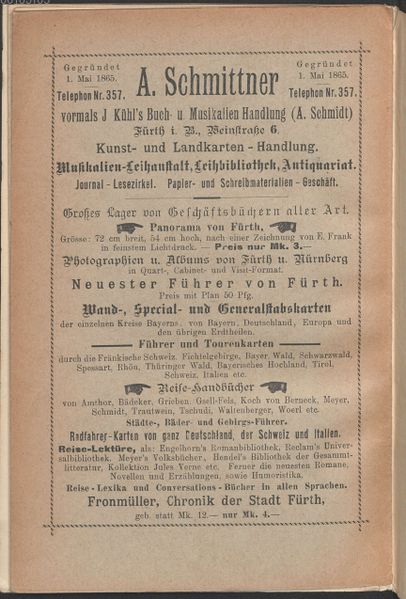 Gegründet
1. Mai 1865.
Telephon Nr. 357.
A. Schmittner
Gegründet
1. Mai 1865.
Telephon Nr. 357.
vormals J Kühl's Buch- u. Musikalien Handlung (A. Schmidt)
Fürth i. B., Weinstraße 6.
Kunst- und Landkarten-Handlung.
Musikalien-Leihanstalt, Leihbibliothek, Antiquariat.
Journal-Lesezirkel. Papier- und Schreibmaterialien-Geschäft.
Großes Lager von Geschäftsbüchern aller Art.
Panorama von Fürth,
Grösse: 72 cm breit, 54 cm hoch, nach einer Zeichnung von E. Frank
in feinstem Lichtdruck. — Preis nur Mk. 3.—
Photographien u. Albums von Fürth u. Nürnberg
in Quart-, Cabinet- und Visit-Format.
Neuester Führer von Fürth.
Preis mit Plan 50 Pfg.
Wand-, Special- und Generalstabskarten
der einzelnen Kreise Bayerns, von Bayern, Deutschland, Europa und
den übrigen Erdtheilen.
Führer und Tourenkarten
durch die Fränkische Schweiz, Fichtelgebirge, Bayer. Wald, Schwarzwald,
Spessart, Rhön, Thüringer Wald, Bayerisches Hochland, Tirol,
Schweiz, Italien etc.
Reise-Handbücher
von Amthor, Bädeker, Grieben, Gsell-Fels, Koch von Berneck, Meyer,
Schmidt, Trautwein, Tschudi, Waltenberger, Woerl etc.
Städte-, Bäder- und Gebirgs-Führer.
Radfahrer-Karten von ganz Deutschland, der Schweiz und Italien.
Reise-Lektüre, als: Engelhorn's Romanbibliothek, Reclam's Univer-
salbibliothek, Meyer's Volksbücher, Hendel's Bibliothek der Gesammt-
litteratur, Kollektion Jules Verne etc. Ferner die neuesten Romane,
Novellen und Erzählungen, sowie Humoristika.
Reise-Lexika und Conversations-Bücher in allen Sprachen.
Fronmüller, Chronik der Stadt Fürth,
geb. statt Mk. 12.— nur Mk. 4.—